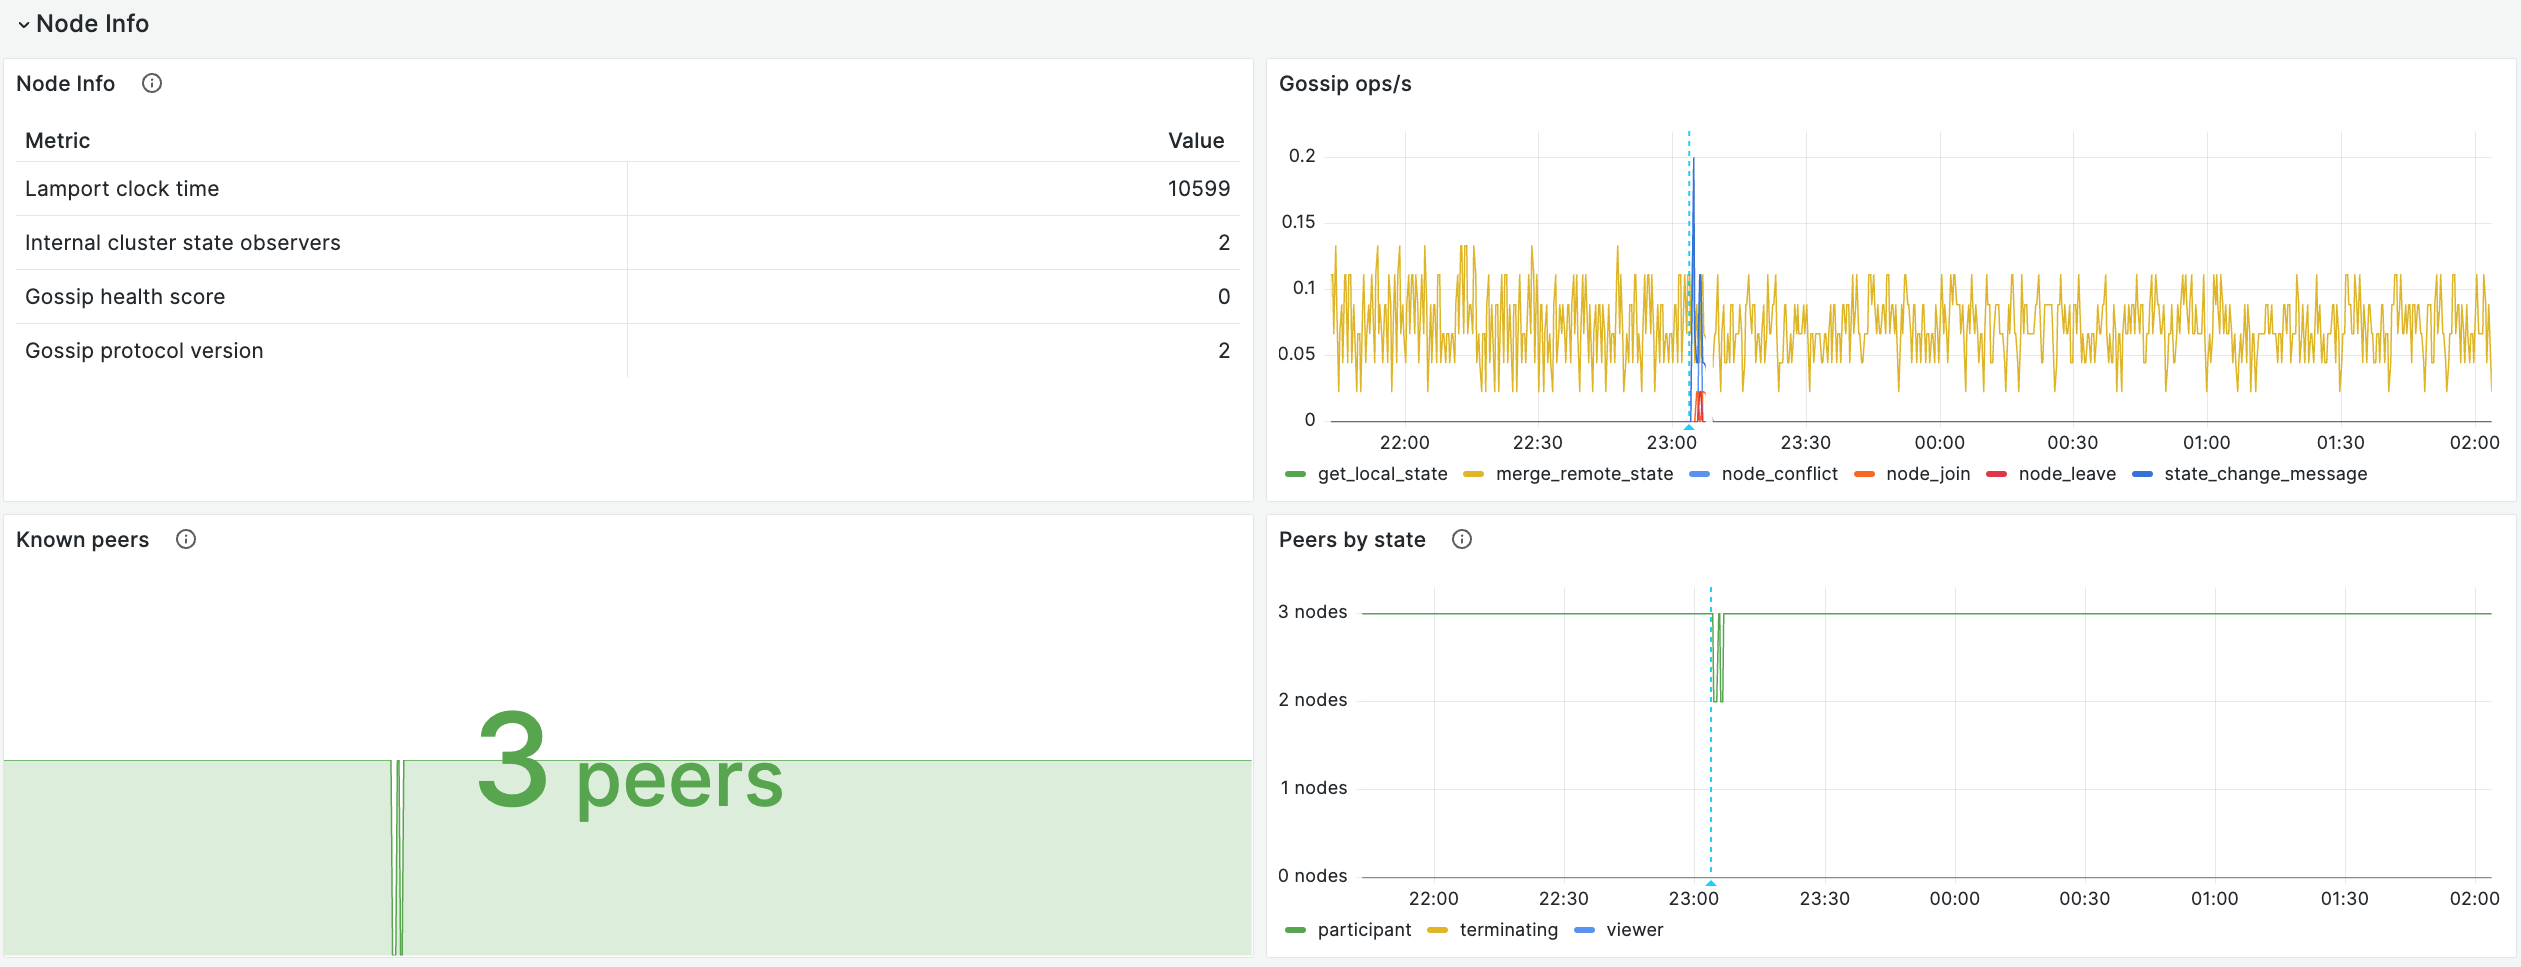 Node Info
Node Info
Metric Value
Lamport clock time 10599
Internal cluster state observers 2
Gossip health score 0
Gossip protocol version 2
Gossip ops/s
0.2
0.15
0.1
0.05
0
22:00 22:30 23:00 23:30 00:00 00:30 01:00 01:30 02:00
get_local_state merge_remote_state node_conflict node_join node_leave state_change_message
Known peers
3 peers
Peers by state
3 nodes
2 nodes
1 nodes
0 nodes
22:00 22:30 23:00 23:30 00:00 00:30 01:00 01:30 02:00
participant terminating viewer